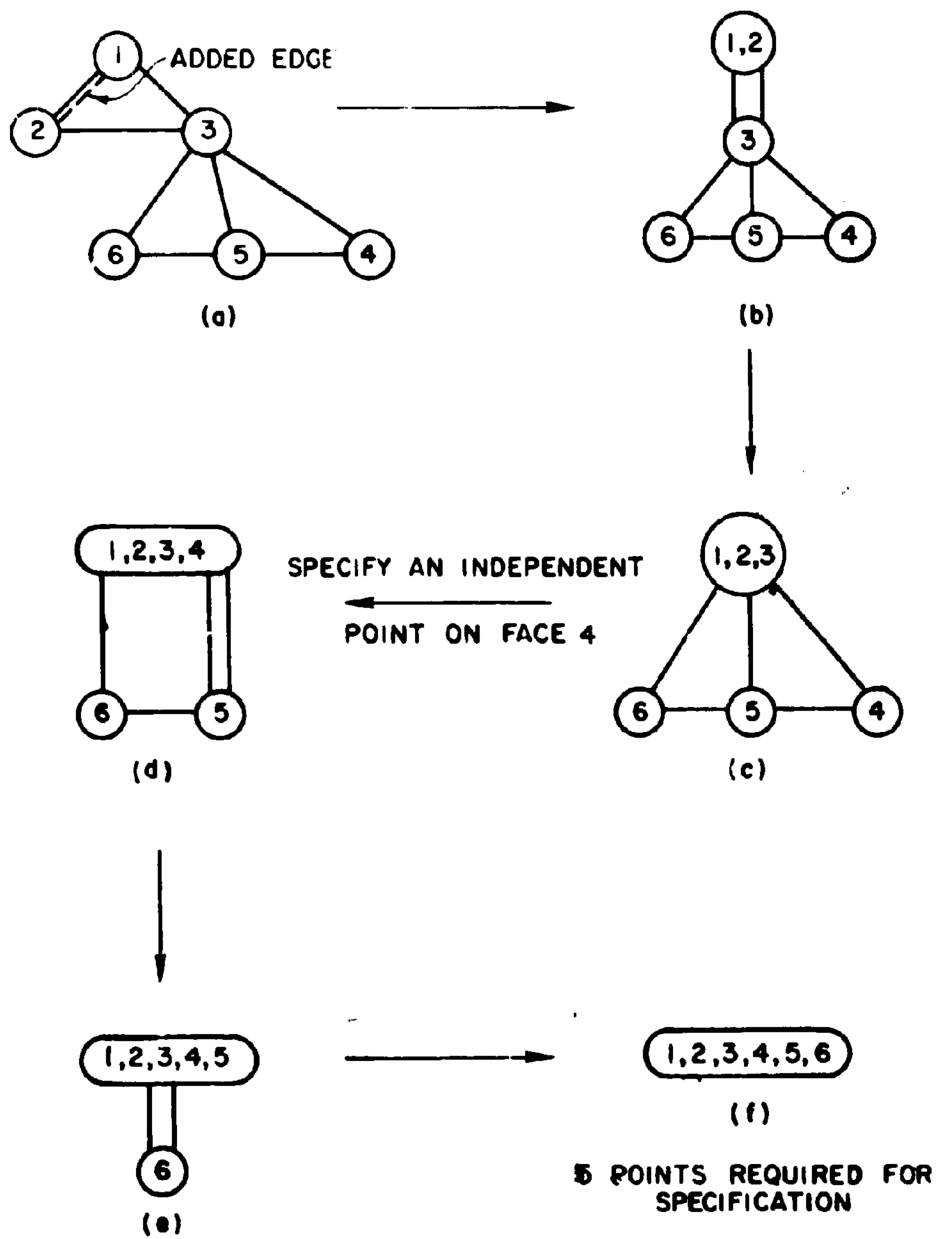 1
ADDED EDGE
2
3
6
5
4
(a)
1,2
3
6
5
4
(b)
1,2,3,4
6
5
(d)
SPECIFY AN INDEPENDENT
POINT ON FACE 4
1,2,3
6
5
4
(c)
1,2,3,4,5
6
(e)
1,2,3,4,5,6
(f)
POINTS REQUIRED FOR
SPECIFICATION